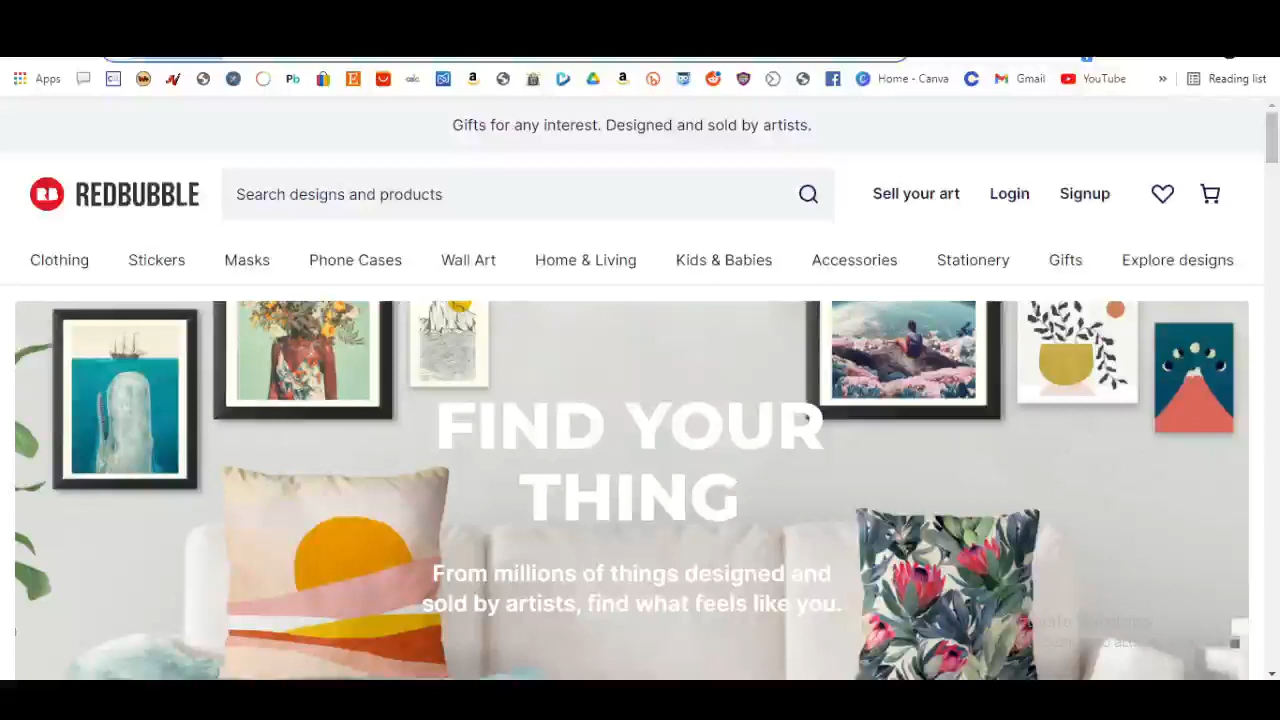 Apps
Pb
Home - Canva
Gmail
YouTube
»
Reading list
Gifts for any interest. Designed and sold by artists.
RB REDBUBBLE
Search designs and products
Sell your art
Login
Signup
Clothing
Stickers
Masks
Phone Cases
Wall Art
Home & Living
Kids & Babies
Accessories
Stationery
Gifts
Explore designs
FIND YOUR
THING
From millions of things designed and
sold by artists, find what feels like you.